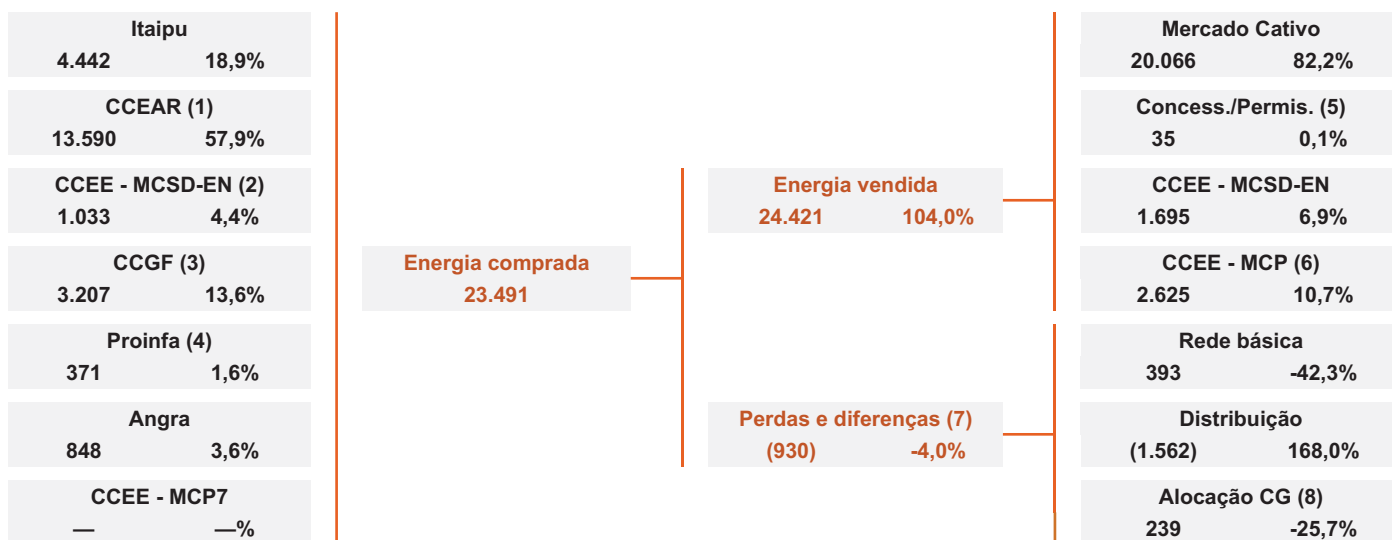 Itapu
4.442 18,9%
CCEAR (1)
13.590 57,9%
CCEE - MCSD-EN (2)
1.033 4,4%
CCGF (3)
3.207 13,6%
Proinfa (4)
371 1,6%
Angra
848 3,6%
CCEE - MCP7
— —%
Energia comprada
23.491
Energia vendida
24.421 104,0%
Perdas e diferenças (7)
(930) -4,0%
Mercado Cativo
20.066 82,2%
Concess./Permis. (5)
35 0,1%
CCEE - MCSD-EN
1.695 6,9%
CCEE - MCP (6)
2.625 10,7%
Rede básica
393 -42,3%
Distribuição
(1.562) 168,0%
Alocação CG (8)
239 -25,7%